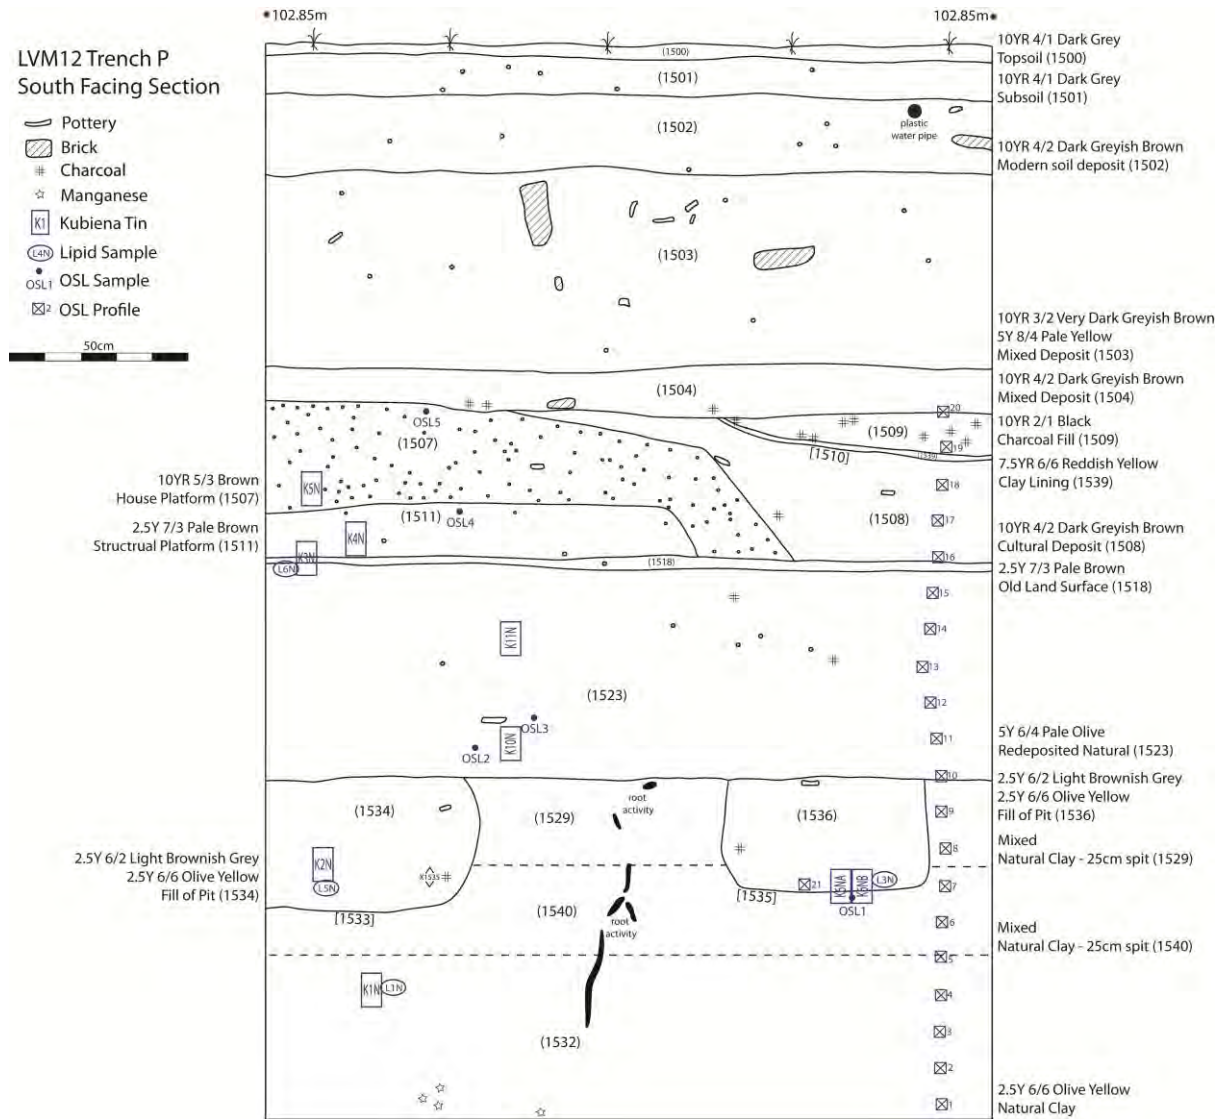 102.85m
102.85m
LVM12 Trench P
South Facing Section
Pottery
Brick
Charcoal
Manganese
K1 Kubiena Tin
L4N Lipid Sample
OSL1 OSL Sample
2 OSL Profile
50cm
(1500)
(1501)
(1502)
plastic
water pipe
(1503)
(1504)
OSL5
(1507)
(1509)
[1510]
(1539)
K5N
(1511)
OSL4
(1508)
K4N
K3N
L6N
(1518)
K11N
(1523)
OSL3
K10N
OSL2
(1534)
(1529)
root
activity
(1536)
K2N
L5N
[1533]
(1540)
root
activity
[1535]
K5NA
L3N
OSL1
K1N
L1N
(1532)
20
19
18
17
16
15
14
13
12
11
10
9
8
7
21
6
5
4
3
2
1
10YR 5/3 Brown
House Platform (1507)
2.5Y 7/3 Pale Brown
Structrual Platform (1511)
2.5Y 6/2 Light Brownish Grey
2.5Y 6/6 Olive Yellow
Fill of Pit (1534)
10YR 4/1 Dark Grey
Topsoil (1500)
10YR 4/1 Dark Grey
Subsoil (1501)
10YR 4/2 Dark Greyish Brown
Modern soil deposit (1502)
10YR 3/2 Very Dark Greyish Brown
5Y 8/4 Pale Yellow
Mixed Deposit (1503)
10YR 4/2 Dark Greyish Brown
Mixed Deposit (1504)
10YR 2/1 Black
Charcoal Fill (1509)
7.5YR 6/6 Reddish Yellow
Clay Lining (1539)
10YR 4/2 Dark Greyish Brown
Cultural Deposit (1508)
2.5Y 7/3 Pale Brown
Old Land Surface (1518)
5Y 6/4 Pale Olive
Redeposited Natural (1523)
2.5Y 6/2 Light Brownish Grey
2.5Y 6/6 Olive Yellow
Fill of Pit (1536)
Mixed
Natural Clay - 25cm spit (1529)
Mixed
Natural Clay - 25cm spit (1540)
2.5Y 6/6 Olive Yellow
Natural Clay